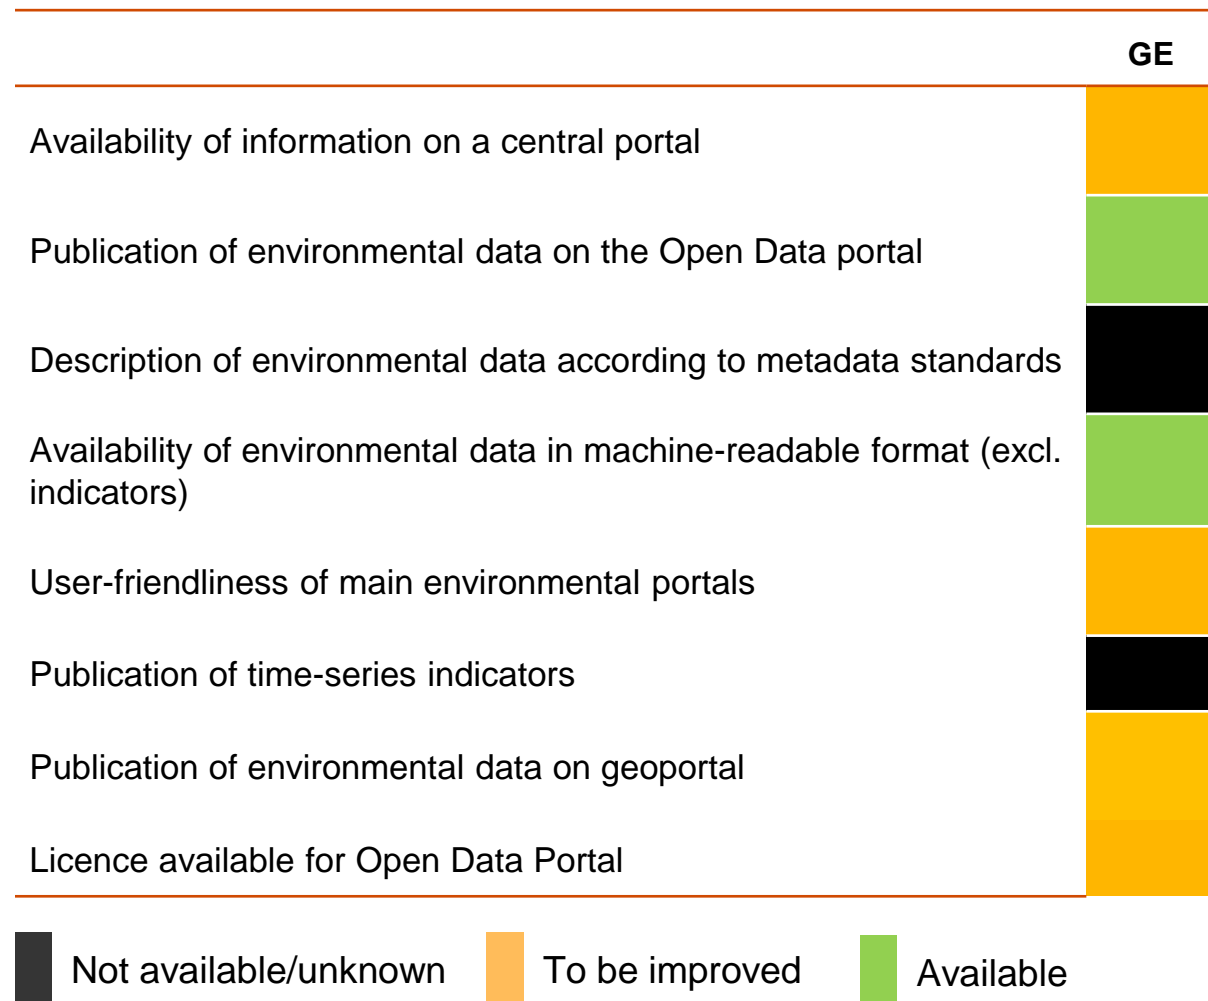 GE
Availability of information on a central portal
Publication of environmental data on the Open Data portal
Description of environmental data according to metadata standards
Availability of environmental data in machine-readable format (excl.
indicators)
User-friendliness of main environmental portals
Publication of time-series indicators
Publication of environmental data on geoportal
Licence available for Open Data Portal
Not available/unknown
To be improved
Available